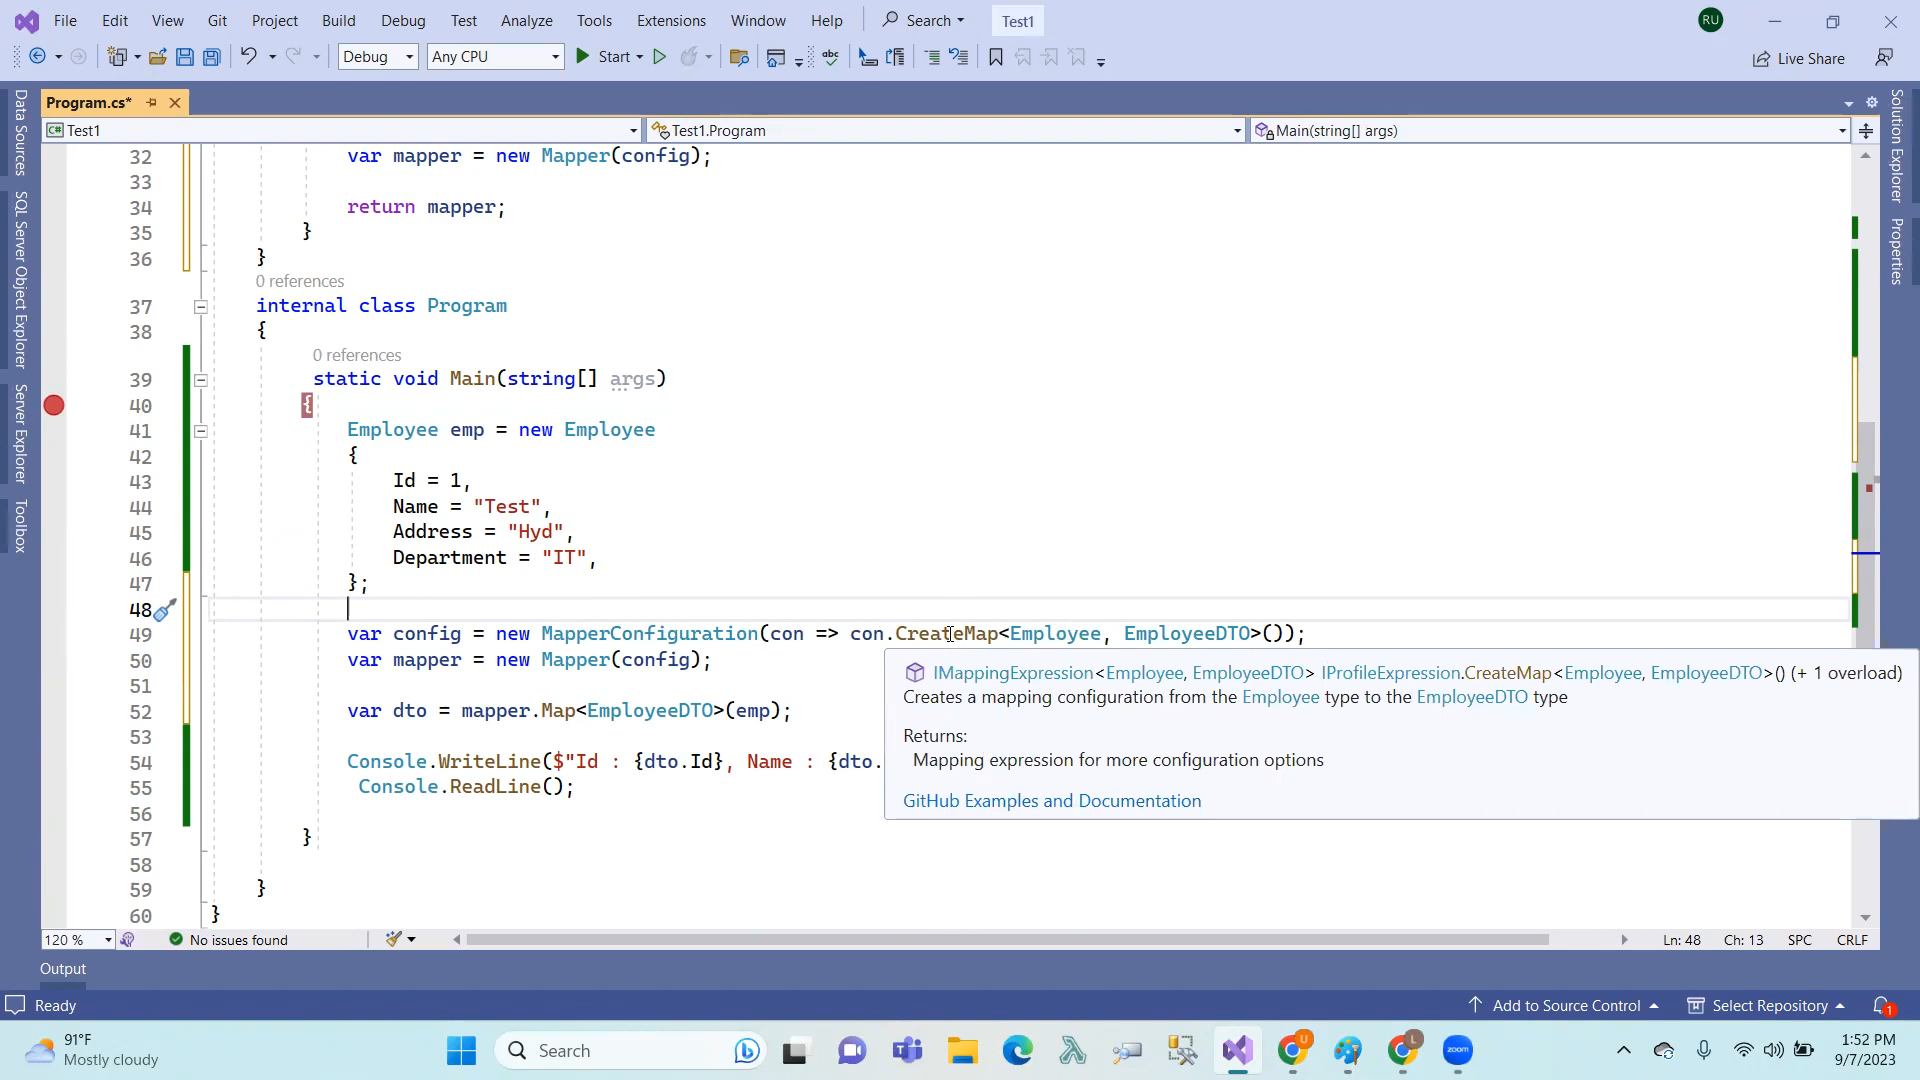 File Edit View Git Project Build Debug Test Analyze Tools Extensions Window Help Search Test1 RU
Debug Any CPU Start Live Share
Program.cs*
Test1 Test1.Program Main(string[] args)
Data Sources
SQL Server Object Explorer
Server Explorer
Toolbox
Solution Explorer
Properties
32 var mapper = new Mapper(config);
33
34 return mapper;
35 }
36 }
0 references
37 internal class Program
38 {
0 references
39 static void Main(string[] args)
40 {
41 Employee emp = new Employee
42 {
43 Id = 1,
44 Name = "Test",
45 Address = "Hyd",
46 Department = "IT",
47 };
48
49 var config = new MapperConfiguration(con => con.CreateMap<Employee, EmployeeDTO>());
50 var mapper = new Mapper(config);
51
52 var dto = mapper.Map<EmployeeDTO>(emp);
53
54 Console.WriteLine($"Id : {dto.Id}, Name : {dto.
55 Console.ReadLine();
56
57 }
58
59 }
60 }
IMappingExpression<Employee, EmployeeDTO> IProfileExpression.CreateMap<Employee, EmployeeDTO>() (+ 1 overload)
Creates a mapping configuration from the Employee type to the EmployeeDTO type
Returns:
Mapping expression for more configuration options
GitHub Examples and Documentation
120 % No issues found Ln: 48 Ch: 13 SPC CRLF
Output
Ready Add to Source Control Select Repository 1
91°F
Mostly cloudy
Search
U
L
zoom
1:52 PM
9/7/2023